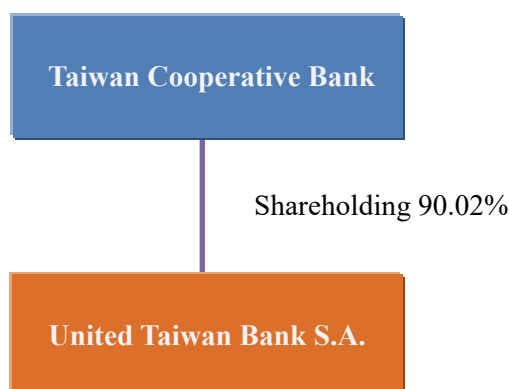 Taiwan Cooperative Bank
Shareholding 90.02%
United Taiwan Bank S.A.